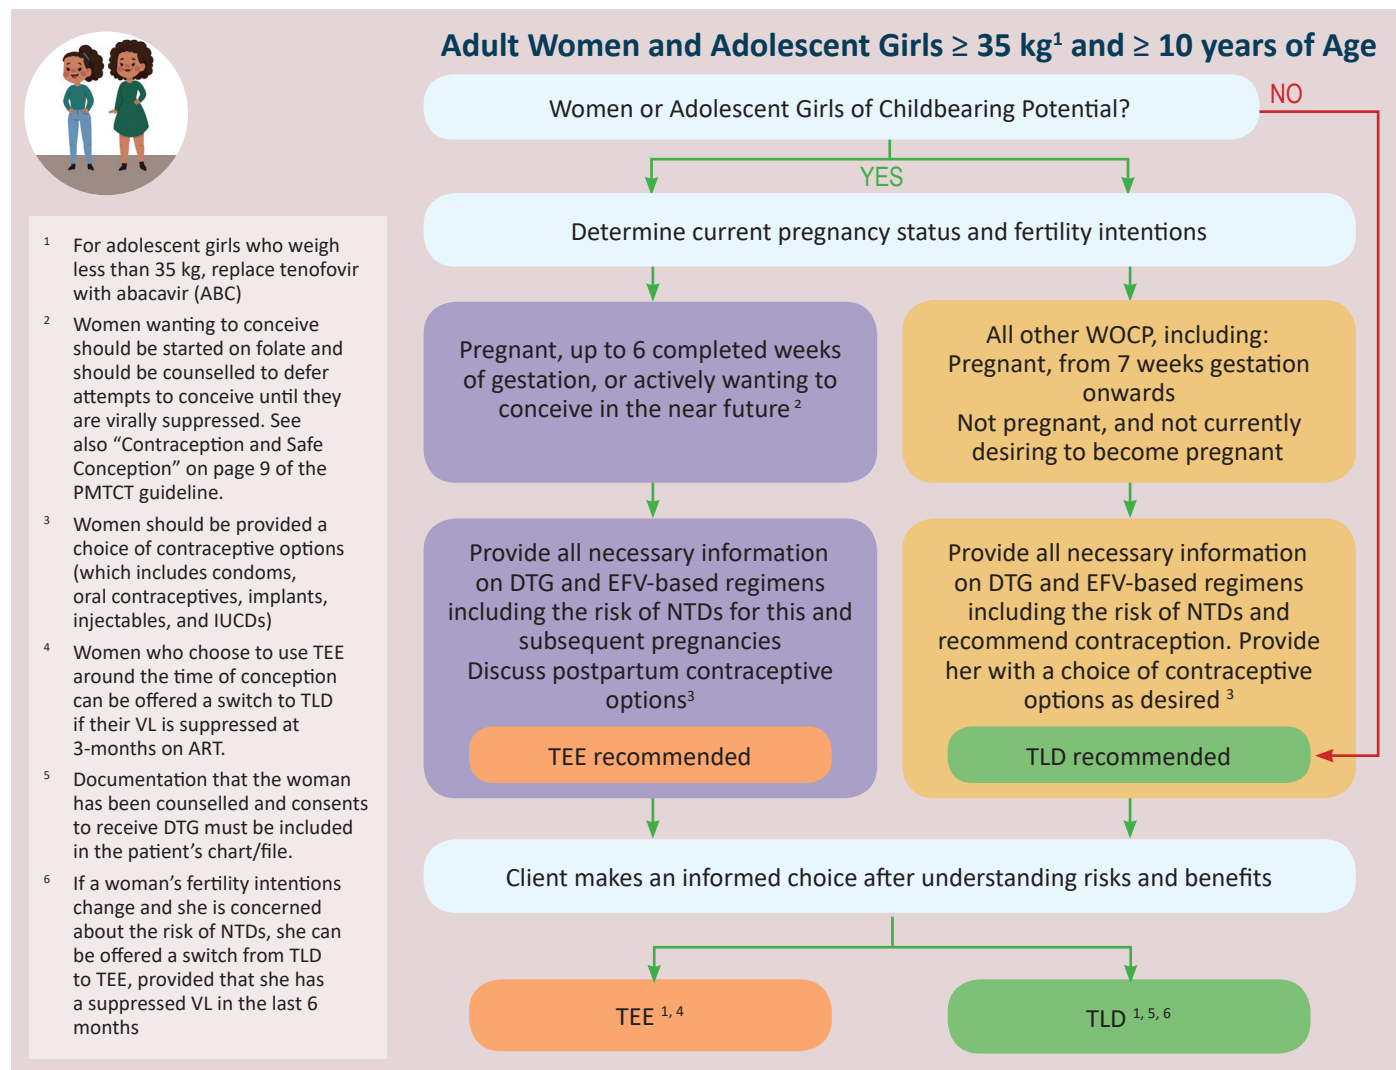 Adult Women and Adolescent Girls ≥ 35 kg¹ and ≥ 10 years of Age
Women or Adolescent Girls of Childbearing Potential?
NO
YES
Determine current pregnancy status and fertility intentions
Pregnant, up to 6 completed weeks
of gestation, or actively wanting to
conceive in the near future ²
All other WOCP, including:
Pregnant, from 7 weeks gestation
onwards
Not pregnant, and not currently
desiring to become pregnant
Provide all necessary information
on DTG and EFV-based regimens
including the risk of NTDs for this and
subsequent pregnancies
Discuss postpartum contraceptive
options³
TEE recommended
Provide all necessary information
on DTG and EFV-based regimens
including the risk of NTDs and
recommend contraception. Provide
her with a choice of contraceptive
options as desired ³
TLD recommended
Client makes an informed choice after understanding risks and benefits
TEE ¹, ⁴
TLD ¹, ⁵, ⁶
¹ For adolescent girls who weigh
less than 35 kg, replace tenofovir
with abacavir (ABC)
² Women wanting to conceive
should be started on folate and
should be counselled to defer
attempts to conceive until they
are virally suppressed. See
also “Contraception and Safe
Conception” on page 9 of the
PMTCT guideline.
³ Women should be provided a
choice of contraceptive options
(which includes condoms,
oral contraceptives, implants,
injectables, and IUCDs)
⁴ Women who choose to use TEE
around the time of conception
can be offered a switch to TLD
if their VL is suppressed at
3-months on ART.
⁵ Documentation that the woman
has been counselled and consents
to receive DTG must be included
in the patient’s chart/file.
⁶ If a woman’s fertility intentions
change and she is concerned
about the risk of NTDs, she can
be offered a switch from TLD
to TEE, provided that she has
a suppressed VL in the last 6
months